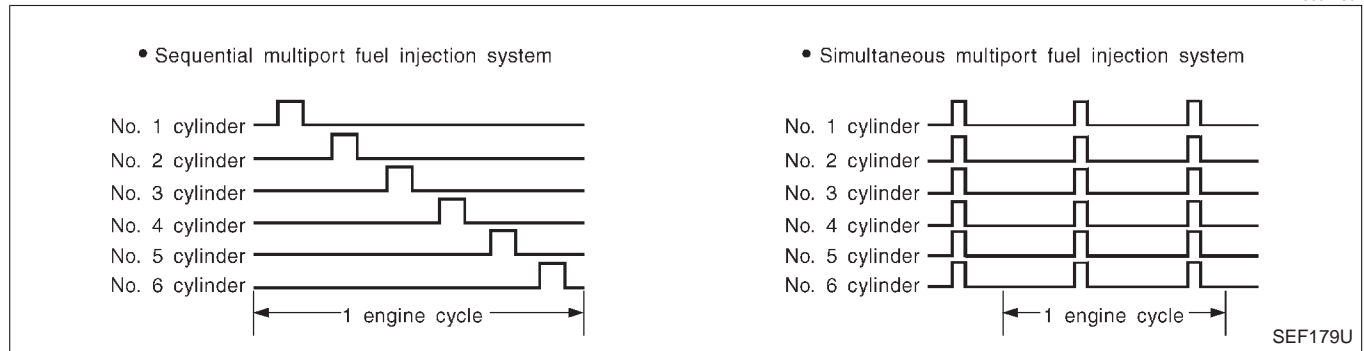 • Sequential multiport fuel injection system
No. 1 cylinder
No. 2 cylinder
No. 3 cylinder
No. 4 cylinder
No. 5 cylinder
No. 6 cylinder
1 engine cycle
• Simultaneous multiport fuel injection system
No. 1 cylinder
No. 2 cylinder
No. 3 cylinder
No. 4 cylinder
No. 5 cylinder
No. 6 cylinder
1 engine cycle
SEF179U